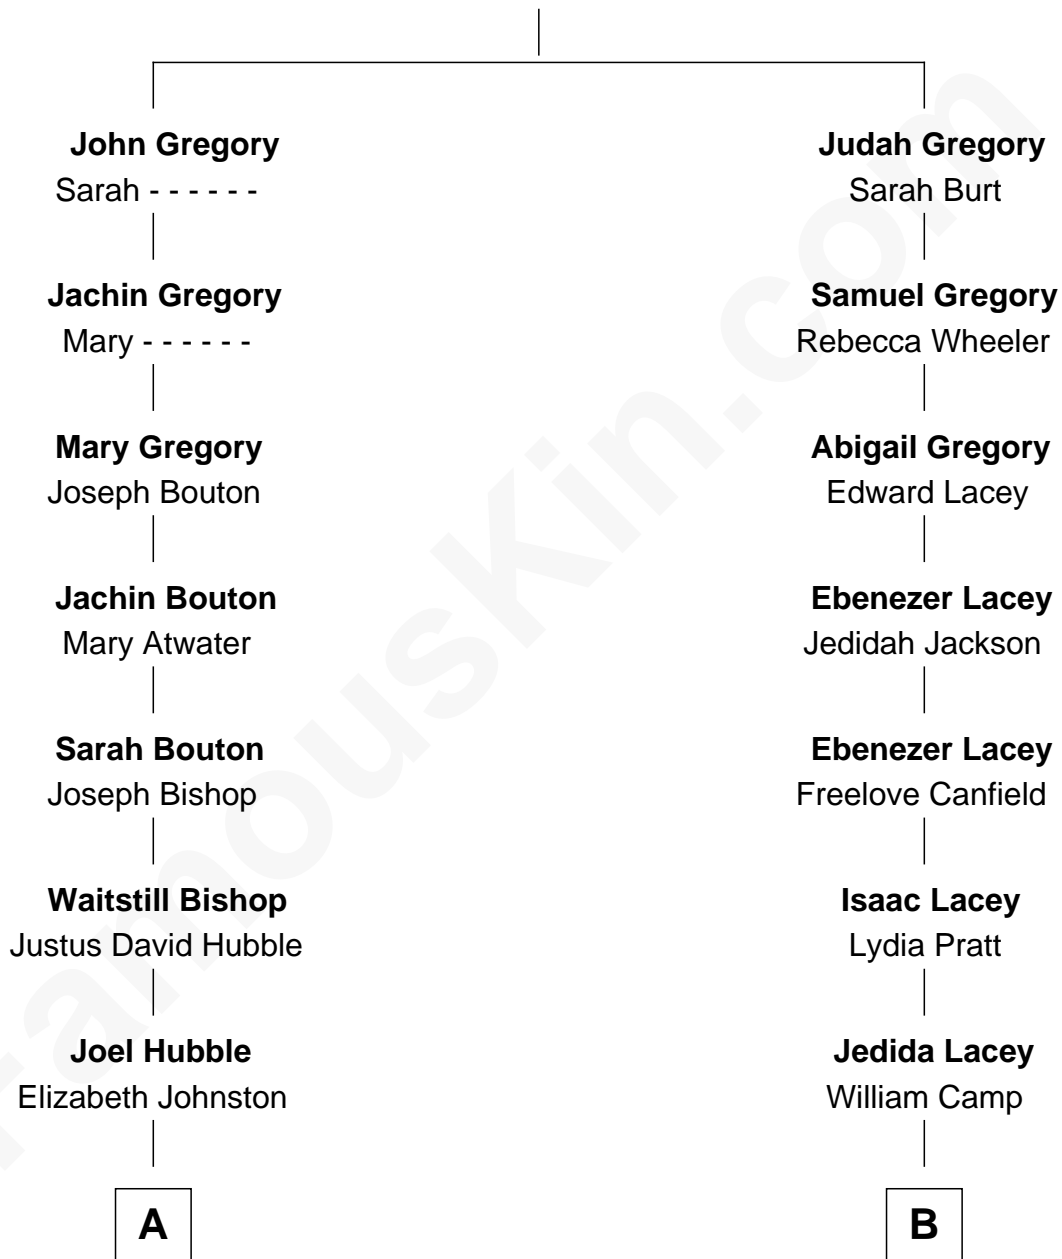 John Gregory
Sarah - - - - - -
Judah Gregory
Sarah Burt
Jachin Gregory
Mary - - - - - -
Samuel Gregory
Rebecca Wheeler
Mary Gregory
Joseph Bouton
Abigail Gregory
Edward Lacey
Jachin Bouton
Mary Atwater
Ebenezer Lacey
Jedidah Jackson
Sarah Bouton
Joseph Bishop
Ebenezer Lacey
Freelove Canfield
Waitstill Bishop
Justus David Hubble
Isaac Lacey
Lydia Pratt
Joel Hubble
Elizabeth Johnston
Jedida Lacey
William Camp
A
B
FamousKin.com